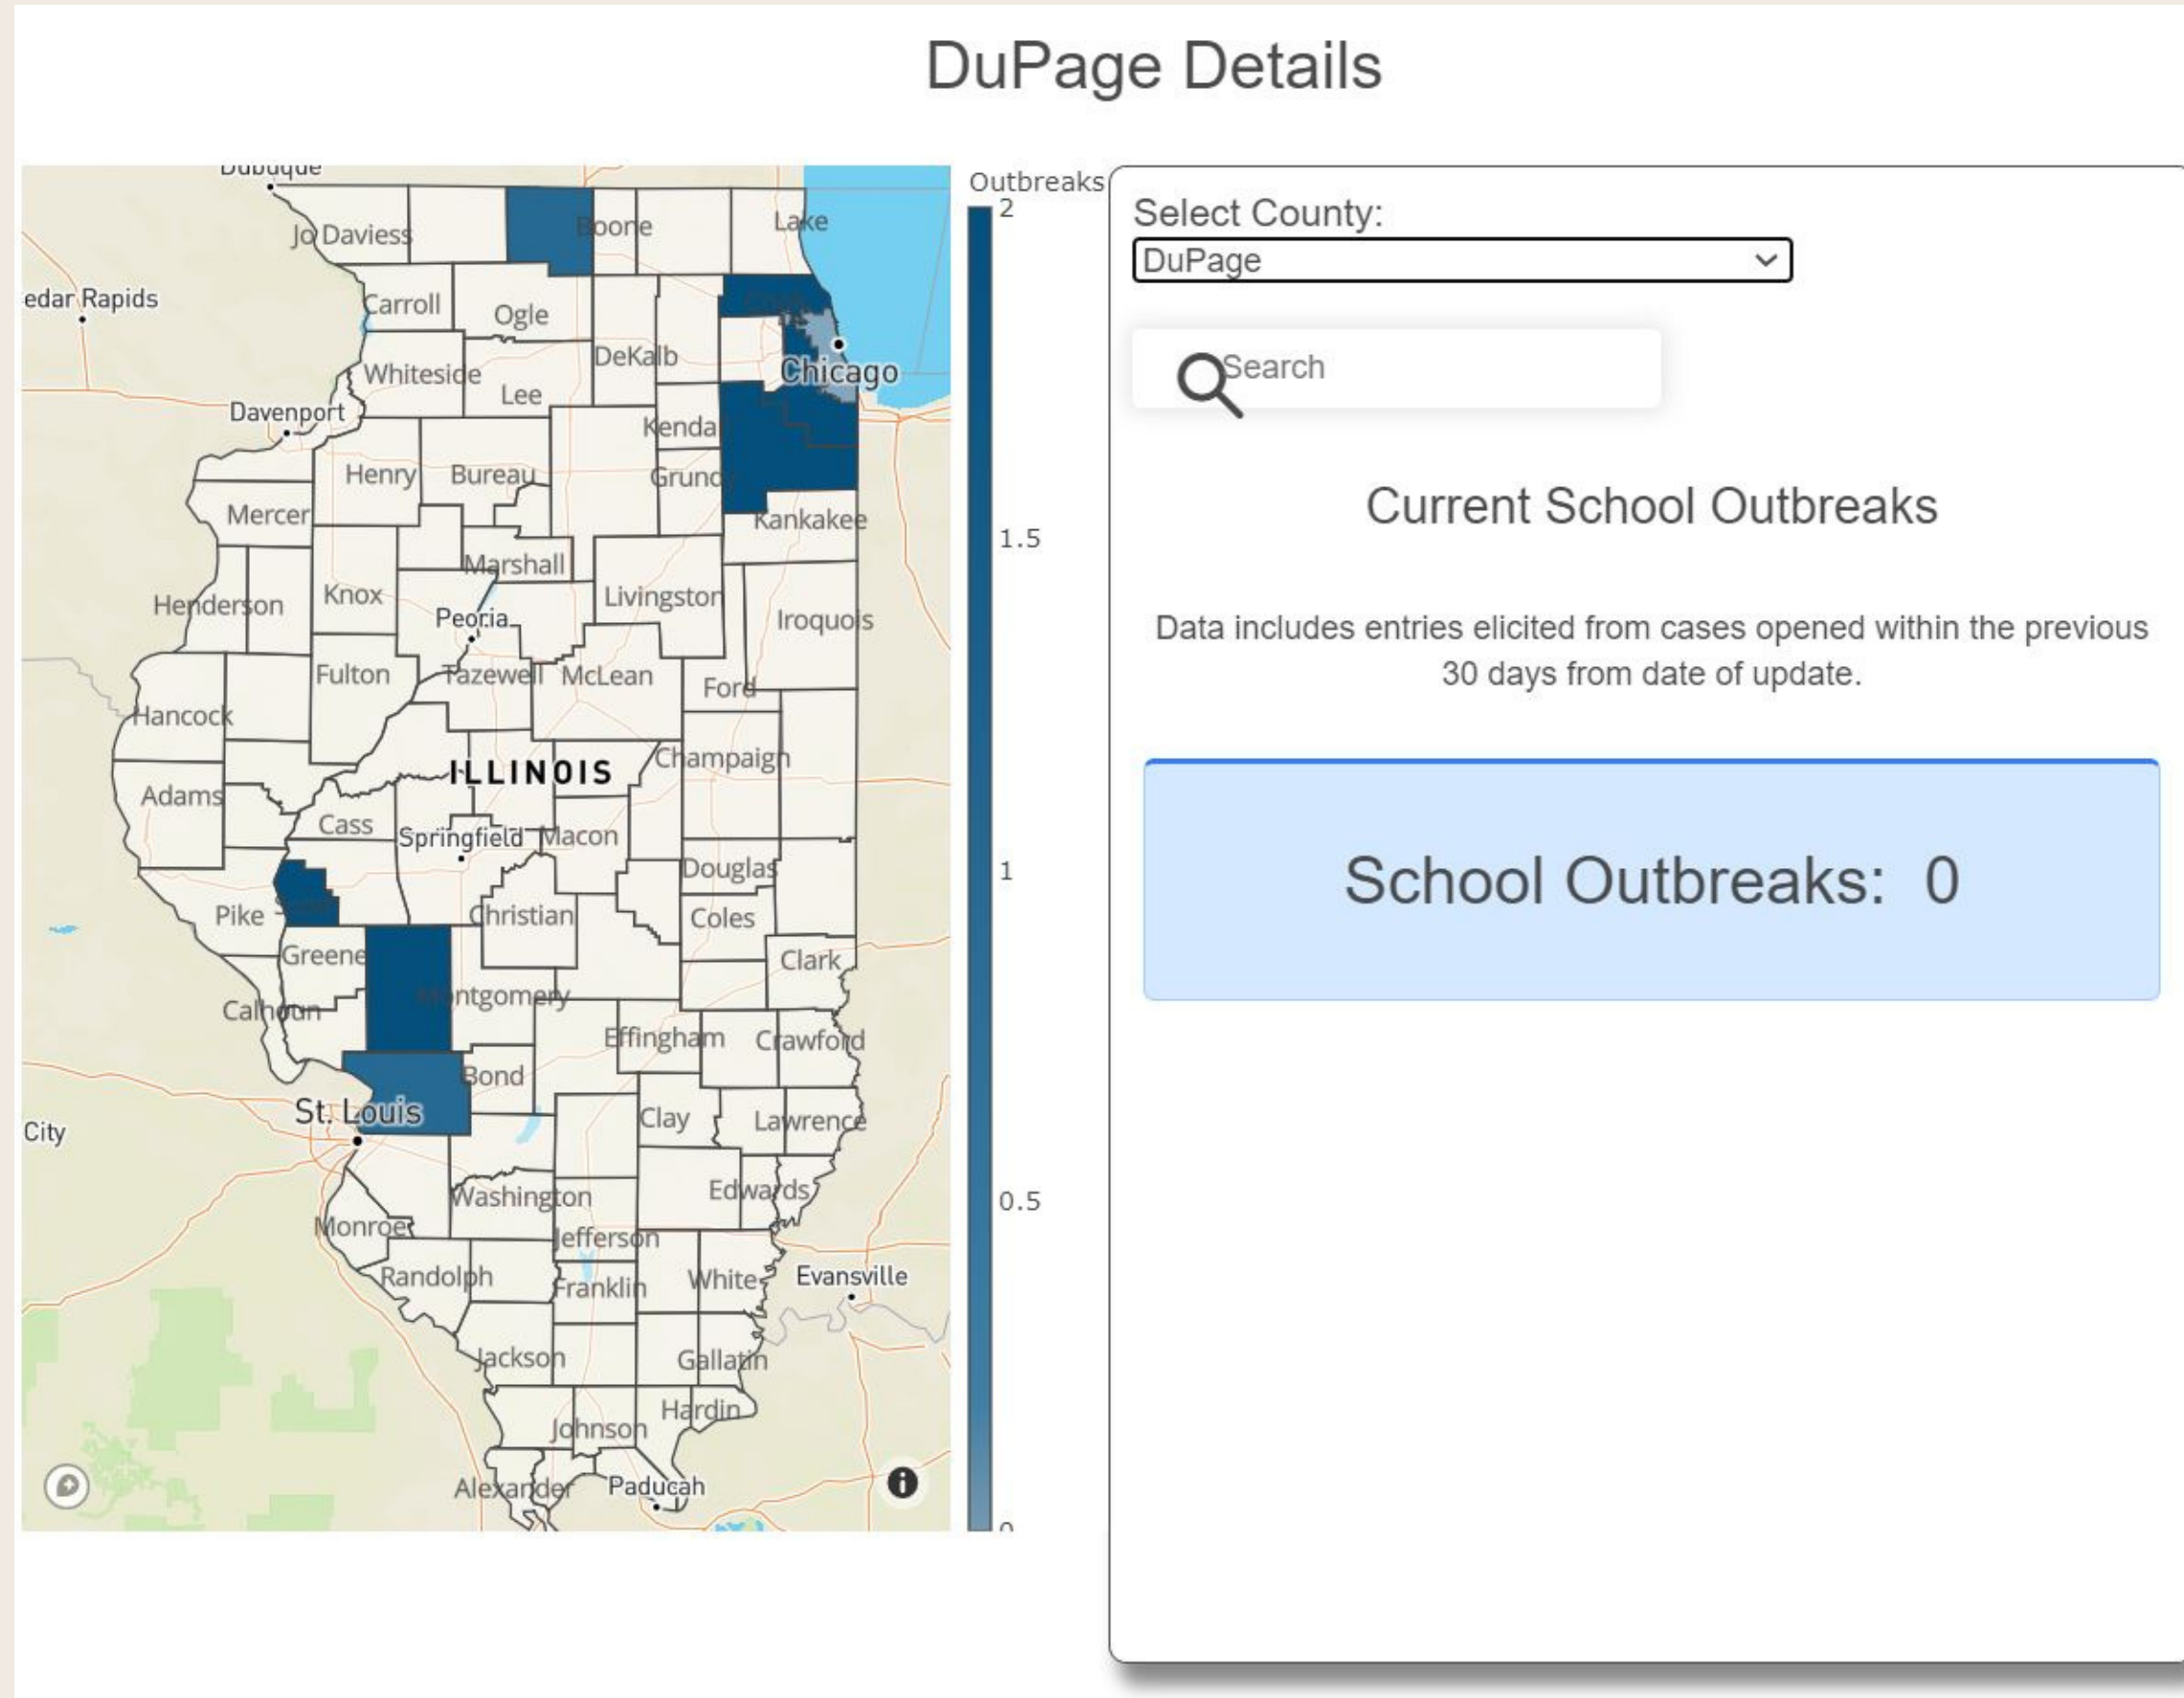 DuPage Details
Dubuque
Outbreaks
2
1.5
1
0.5
0
Jo Daviess
Boone
Lake
edar Rapids
Carroll
Ogle
DeKalb
Whiteside
Lee
Chicago
Davenport
Kenda
Henry
Bureau
Grundy
Mercer
Kankakee
Marshall
Knox
Livingston
Henderson
Peoria
Iroquois
Fulton
Tazewell
McLean
Ford
Hancock
Champaign
ILLINOIS
Adams
Cass
Springfield
Macon
Douglas
Pike
Christian
Coles
Greene
Clark
Montgomery
Calhoun
Effingham
Crawford
Bond
St. Louis
Clay
Lawrence
City
Washington
Edwards
Monroe
Jefferson
Randolph
Franklin
White
Evansville
Jackson
Gallatin
Hardin
Johnson
Alexander
Paducah
Select County:
DuPage
Search
Current School Outbreaks
Data includes entries elicited from cases opened within the previous
30 days from date of update.
School Outbreaks: 0